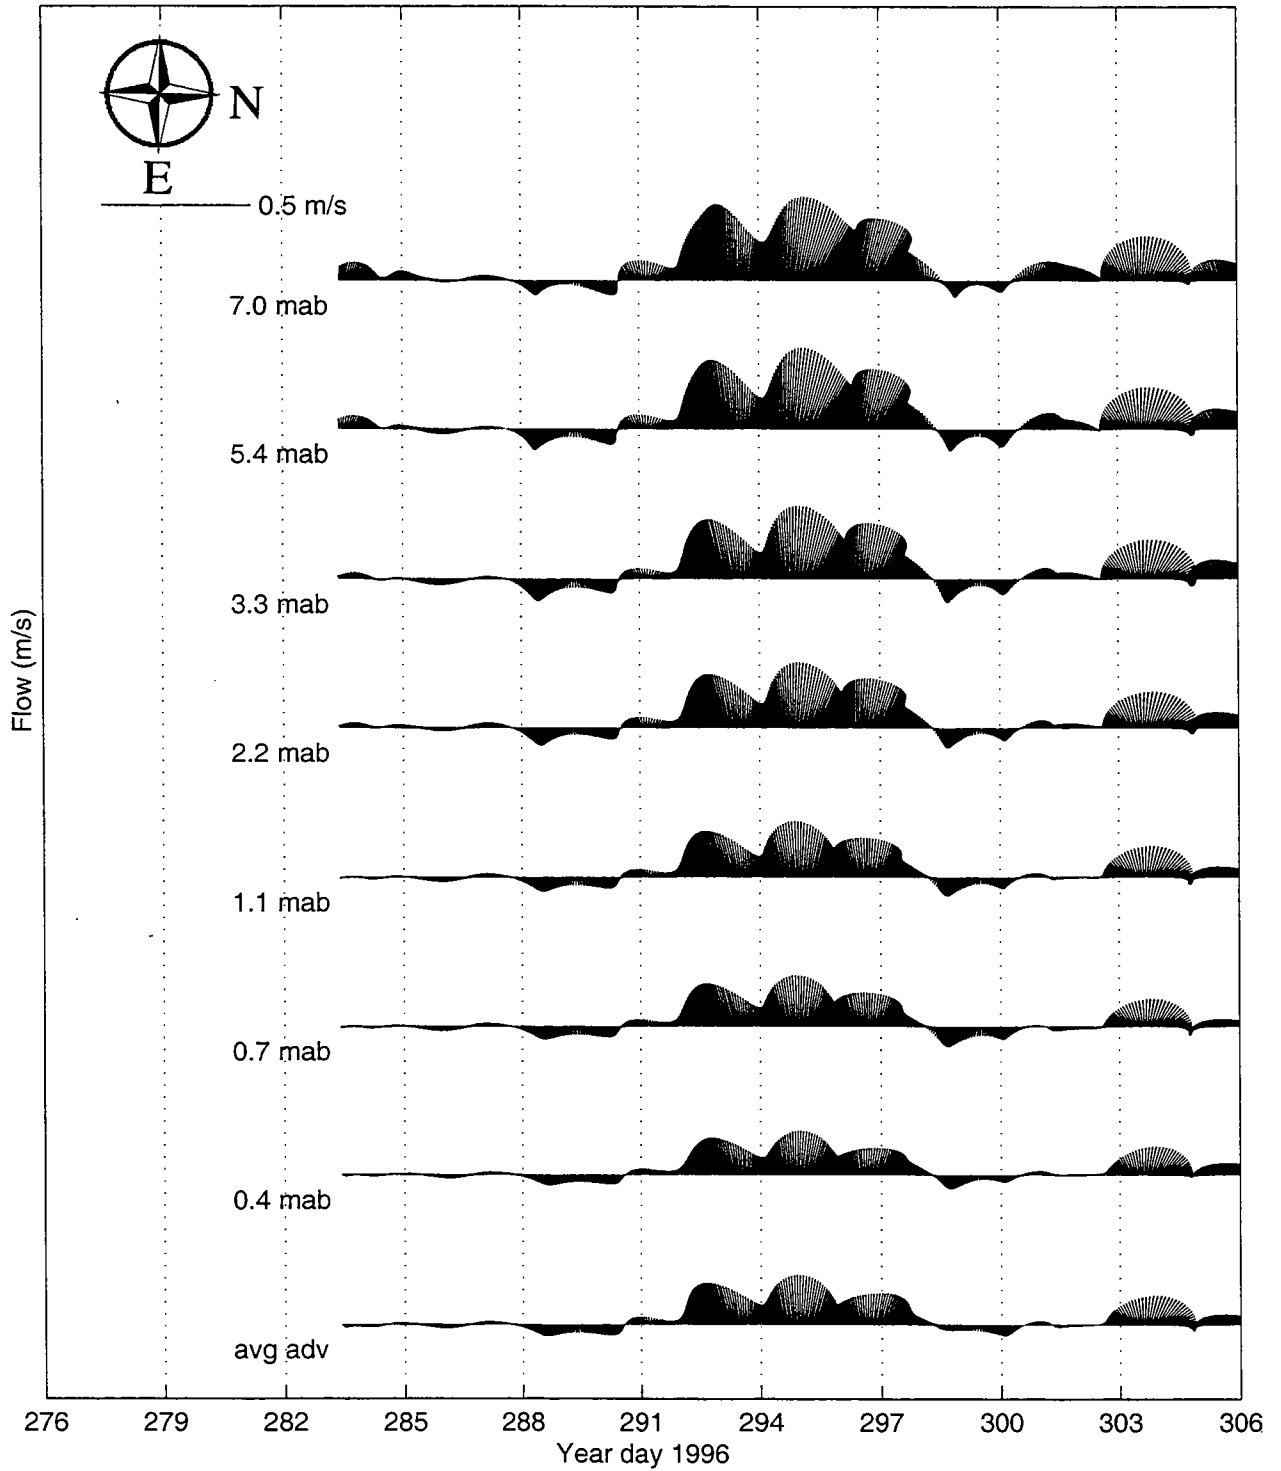 N
E
0.5 m/s
7.0 mab
5.4 mab
3.3 mab
2.2 mab
1.1 mab
0.7 mab
0.4 mab
avg adv
Flow (m/s)
276 279 282 285 288 291 294 297 300 303 306
Year day 1996